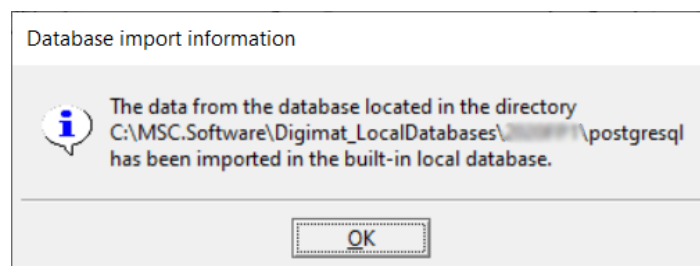 Database import information
The data from the database located in the directory
C:\MSC.Software\Digimat_LocalDatabases\ \postgresql
has been imported in the built-in local database.
OK